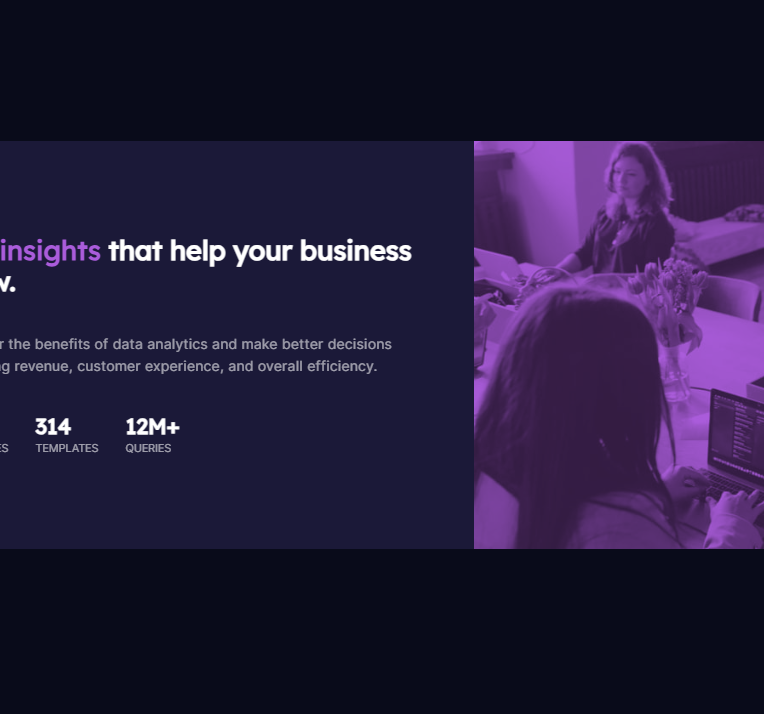 insights that help your business
w.
r the benefits of data analytics and make better decisions
g revenue, customer experience, and overall efficiency.
314 12M+
ES TEMPLATES QUERIES